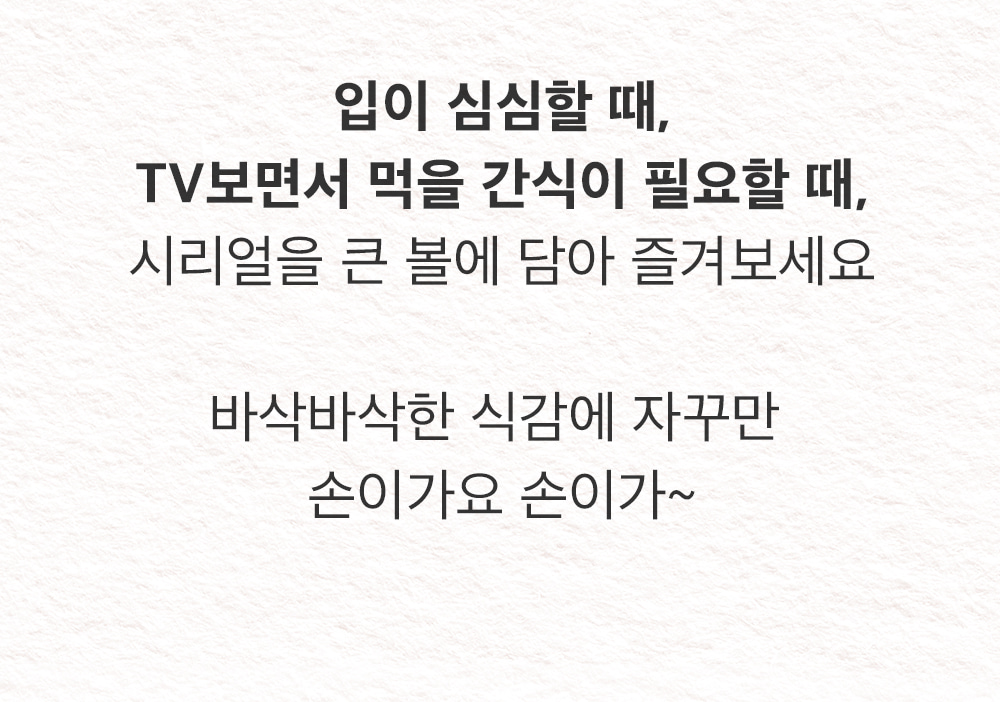 입이 심심할 때,
TV보면서 먹을 간식이 필요할 때,
시리얼을 큰 볼에 담아 즐겨보세요
바삭바삭한 식감에 자꾸만
손이가요 손이가~